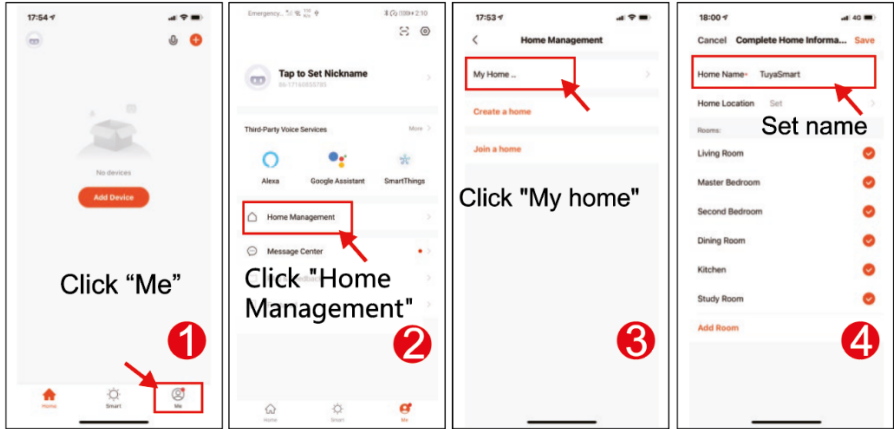 17:54
No devices
Add Device
Click “Me”
1
Home
Smart
Me
Emergency..
2:10
Tap to Set Nickname
Third-Party Voice Services
More
Alexa
Google Assistant
SmartThings
Home Management
Message Center
Click "Home
Management"
2
Home
Smart
Me
17:53
Home Management
My Home ..
Create a home
Join a home
Click "My home"
3
18:00
4G
Cancel
Complete Home Informa...
Save
Home Name*
TuyaSmart
Home Location
Set
Set name
Rooms:
Living Room
Master Bedroom
Second Bedroom
Dining Room
Kitchen
Study Room
Add Room
4